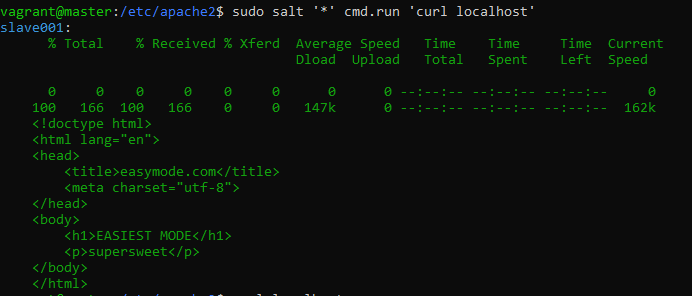 vagrant@master:/etc/apache2$ sudo salt '*' cmd.run 'curl localhost'
slave001:
% Total % Received % Xferd Average Speed Time Time Time Current
Dload Upload Total Spent Left Speed
0 0 0 0 0 0 0 0 --:--:-- --:--:-- --:--:-- 0
100 166 100 166 0 0 147k 0 --:--:-- --:--:-- --:--:-- 162k
<!doctype html>
<html lang="en">
<head>
<title>easymode.com</title>
<meta charset="utf-8">
</head>
<body>
<h1>EASIEST MODE</h1>
<p>supersweet</p>
</body>
</html>